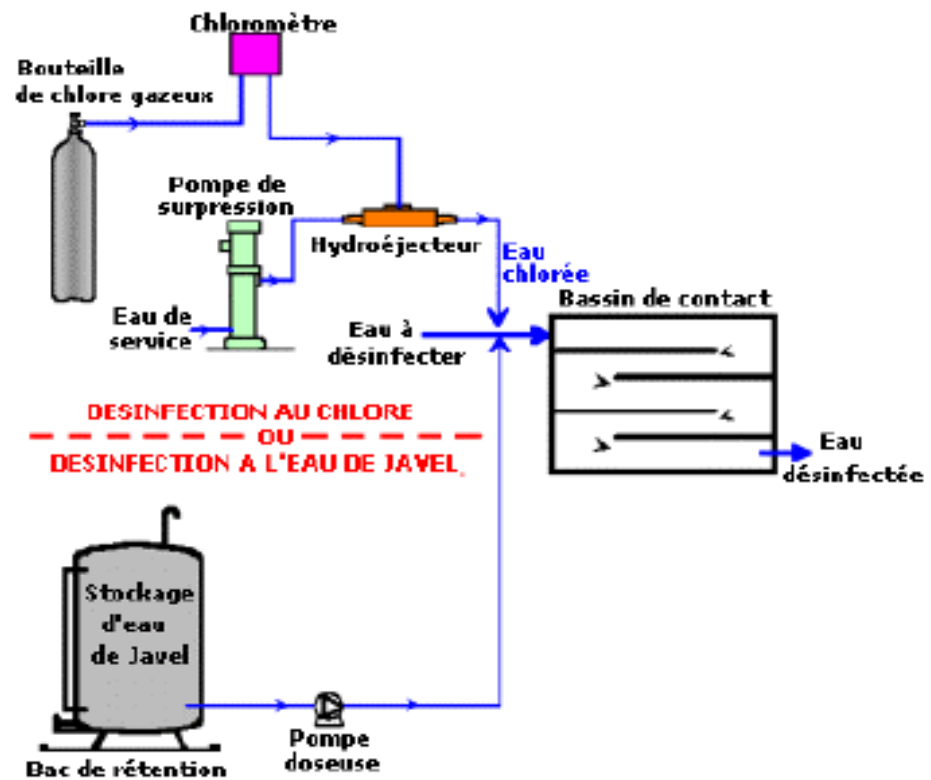 Chloromètre
Bouteille
de chlore gazeux
Pompe de
surpression
Hydroéjecteur
Eau
chlorée
Bassin de contact
Eau de
service
Eau à
désinfecter
DESINFECTION AU CHLORE
OU
DESINFECTION A L'EAU DE JAVEL
Eau
désinfectée
Stockage
d'eau
de Javel
Pompe
doseuse
Bac de rétention